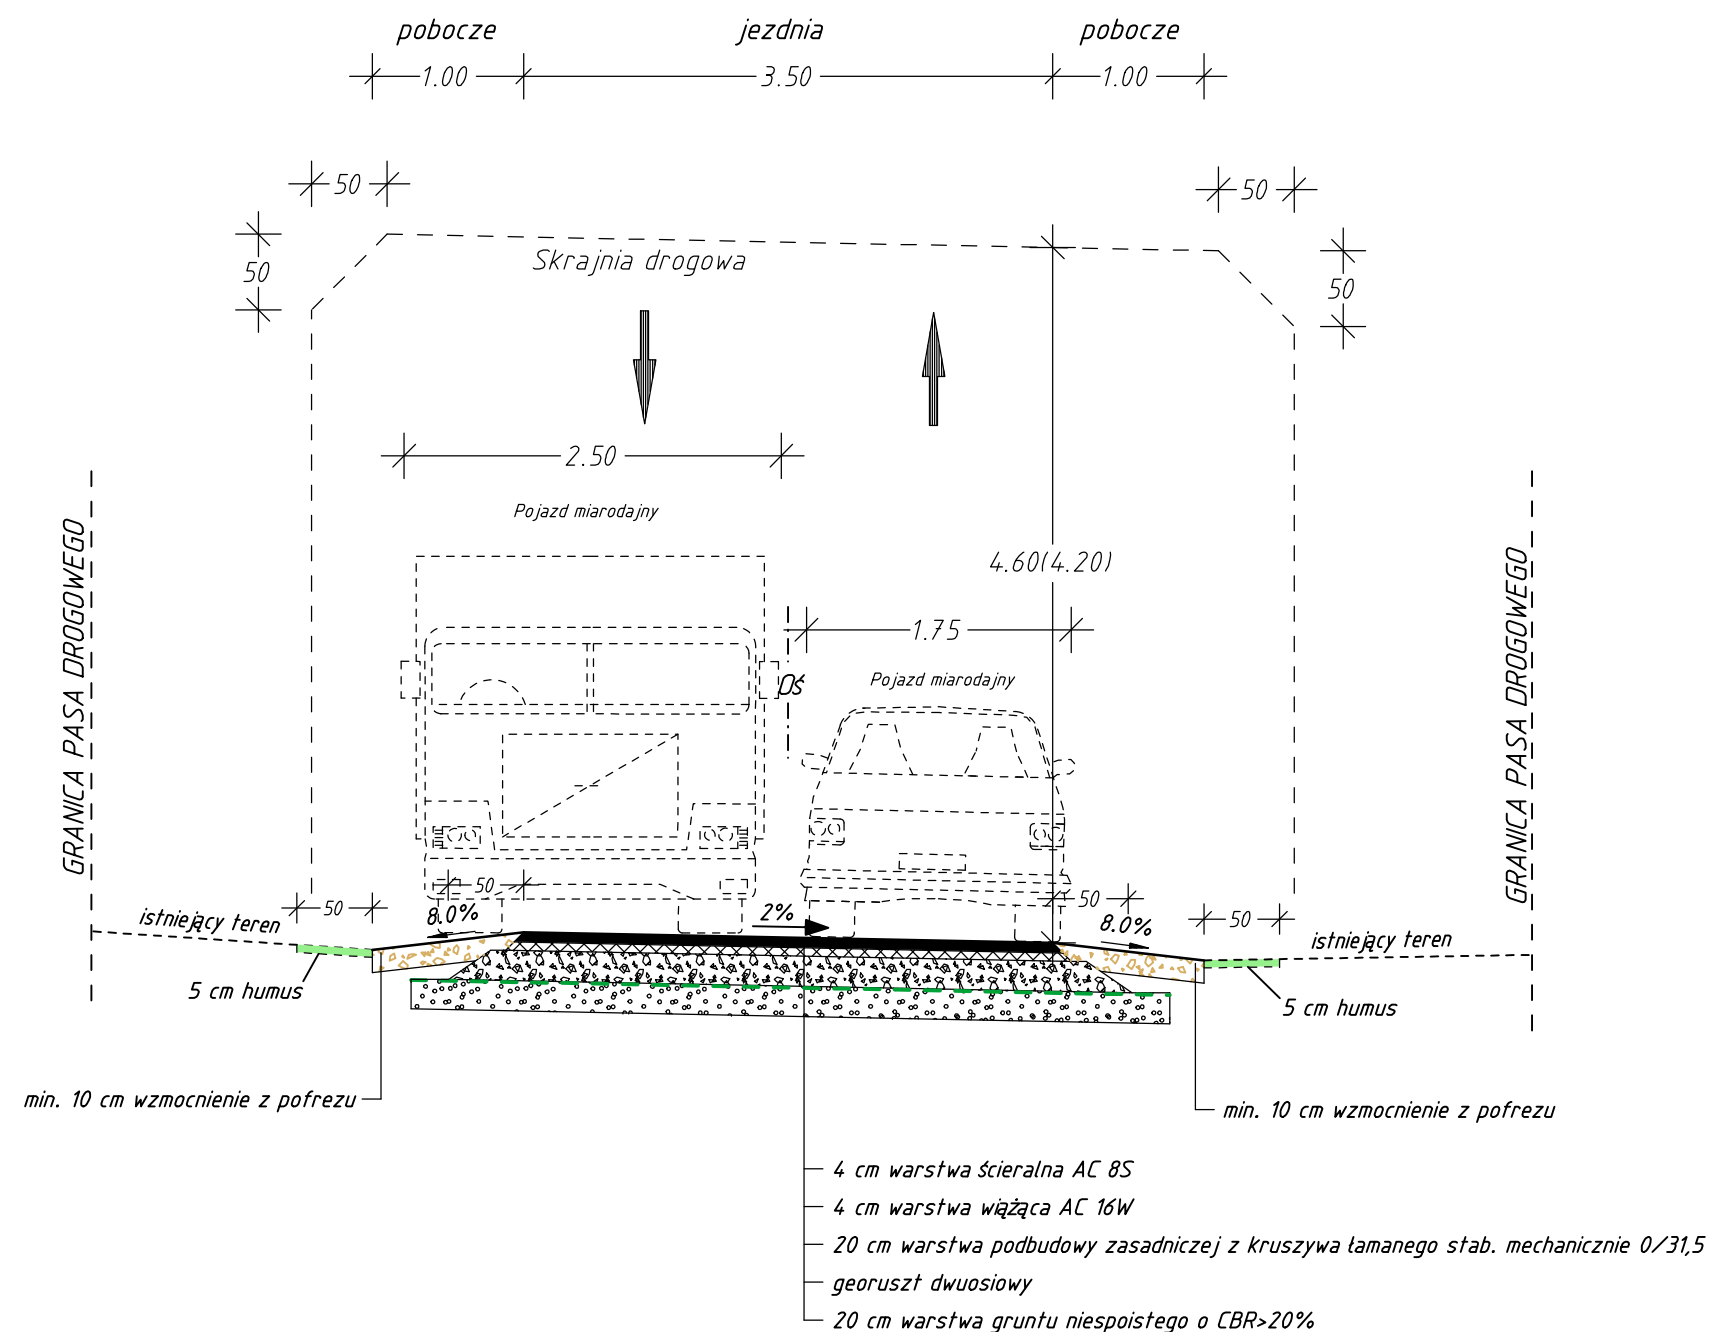 pobocze jezdnia pobocze
1.00 3.50 1.00
50 50
50 50
Skrajnia drogowa
2.50
Pojazd miarodajny
4.60(4.20)
1.75
Pojazd miarodajny
Oś
GRANICA PASA DROGOWEGO
GRANICA PASA DROGOWEGO
50 50
50 8.0% 2% 8.0% 50
istniejący teren istniejący teren
5 cm humus 5 cm humus
min. 10 cm wzmocnienie z pofrezu min. 10 cm wzmocnienie z pofrezu
4 cm warstwa ścieralna AC 8S
4 cm warstwa wiążąca AC 16W
20 cm warstwa podbudowy zasadniczej z kruszywa łamanego stab. mechanicznie 0/31,5
georuszt dwuosiowy
20 cm warstwa gruntu niespoistego o CBR>20%